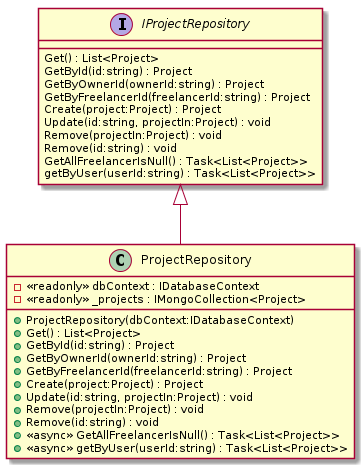 I IProjectRepository
Get() : List<Project>
GetById(id:string) : Project
GetByOwnerId(ownerId:string) : Project
GetByFreelancerId(freelancerId:string) : Project
Create(project:Project) : Project
Update(id:string, projectIn:Project) : void
Remove(projectIn:Project) : void
Remove(id:string) : void
GetAllFreelancerIsNull() : Task<List<Project>>
getByUser(userId:string) : Task<List<Project>>
C ProjectRepository
«readonly» dbContext : IDatabaseContext
«readonly» _projects : IMongoCollection<Project>
ProjectRepository(dbContext:IDatabaseContext)
Get() : List<Project>
GetById(id:string) : Project
GetByOwnerId(ownerId:string) : Project
GetByFreelancerId(freelancerId:string) : Project
Create(project:Project) : Project
Update(id:string, projectIn:Project) : void
Remove(projectIn:Project) : void
Remove(id:string) : void
«async» GetAllFreelancerIsNull() : Task<List<Project>>
«async» getByUser(userId:string) : Task<List<Project>>